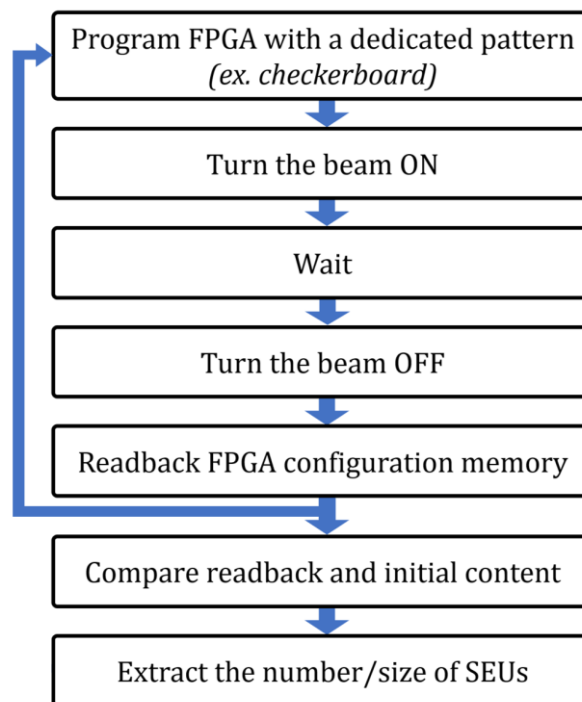 Program FPGA with a dedicated pattern
(ex. checkerboard)
Turn the beam ON
Wait
Turn the beam OFF
Readback FPGA configuration memory
Compare readback and initial content
Extract the number/size of SEUs